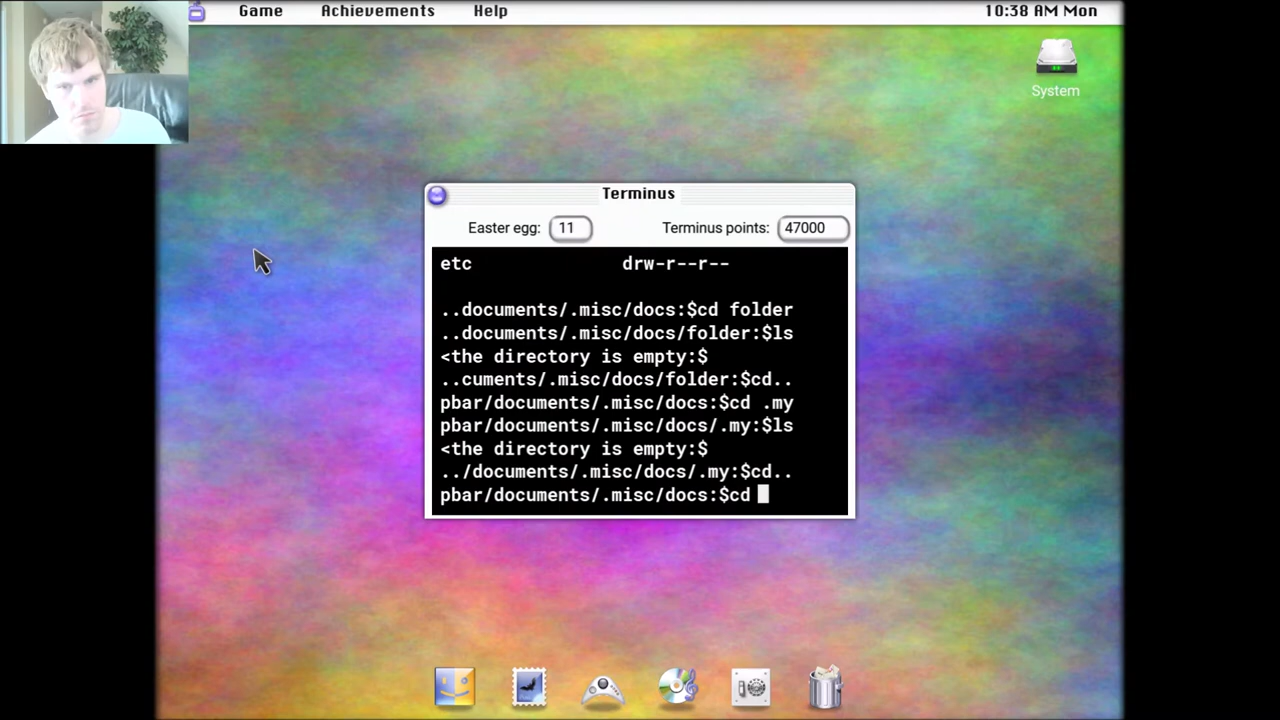 Game Achievements Help 10:38 AM Mon
System
Terminus
Easter egg: 11 Terminus points: 47000
etc drw-r--r--
..documents/.misc/docs:$cd folder
..documents/.misc/docs/folder:$ls
<the directory is empty:$
..cuments/.misc/docs/folder:$cd..
pbar/documents/.misc/docs:$cd .my
pbar/documents/.misc/docs/.my:$ls
<the directory is empty:$
../documents/.misc/docs/.my:$cd..
pbar/documents/.misc/docs:$cd